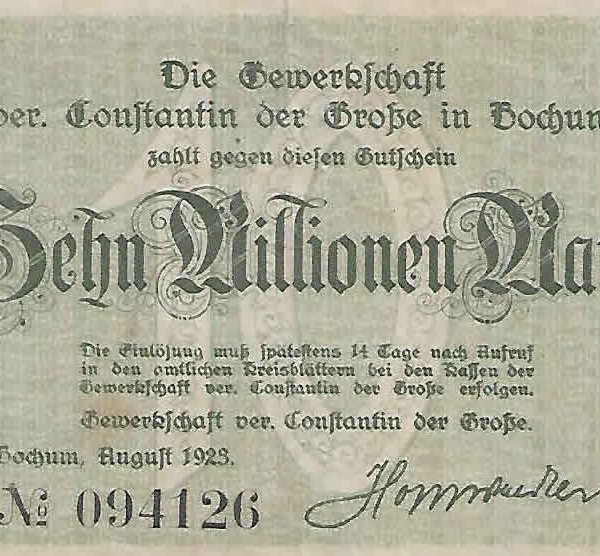 Die Gewerkschaft
ver. Constantin der Große in Bochum
zahlt gegen diesen Gutschein
Zehn Millionen Mar
Die Einlösung muß spätestens 14 Tage nach Aufruf
in den amtlichen Kreisblättern bei den Kassen der
Gewerkschaft ver. Constantin der Große erfolgen.
Gewerkschaft ver. Constantin der Große.
Bochum, August 1923.
№ 094126